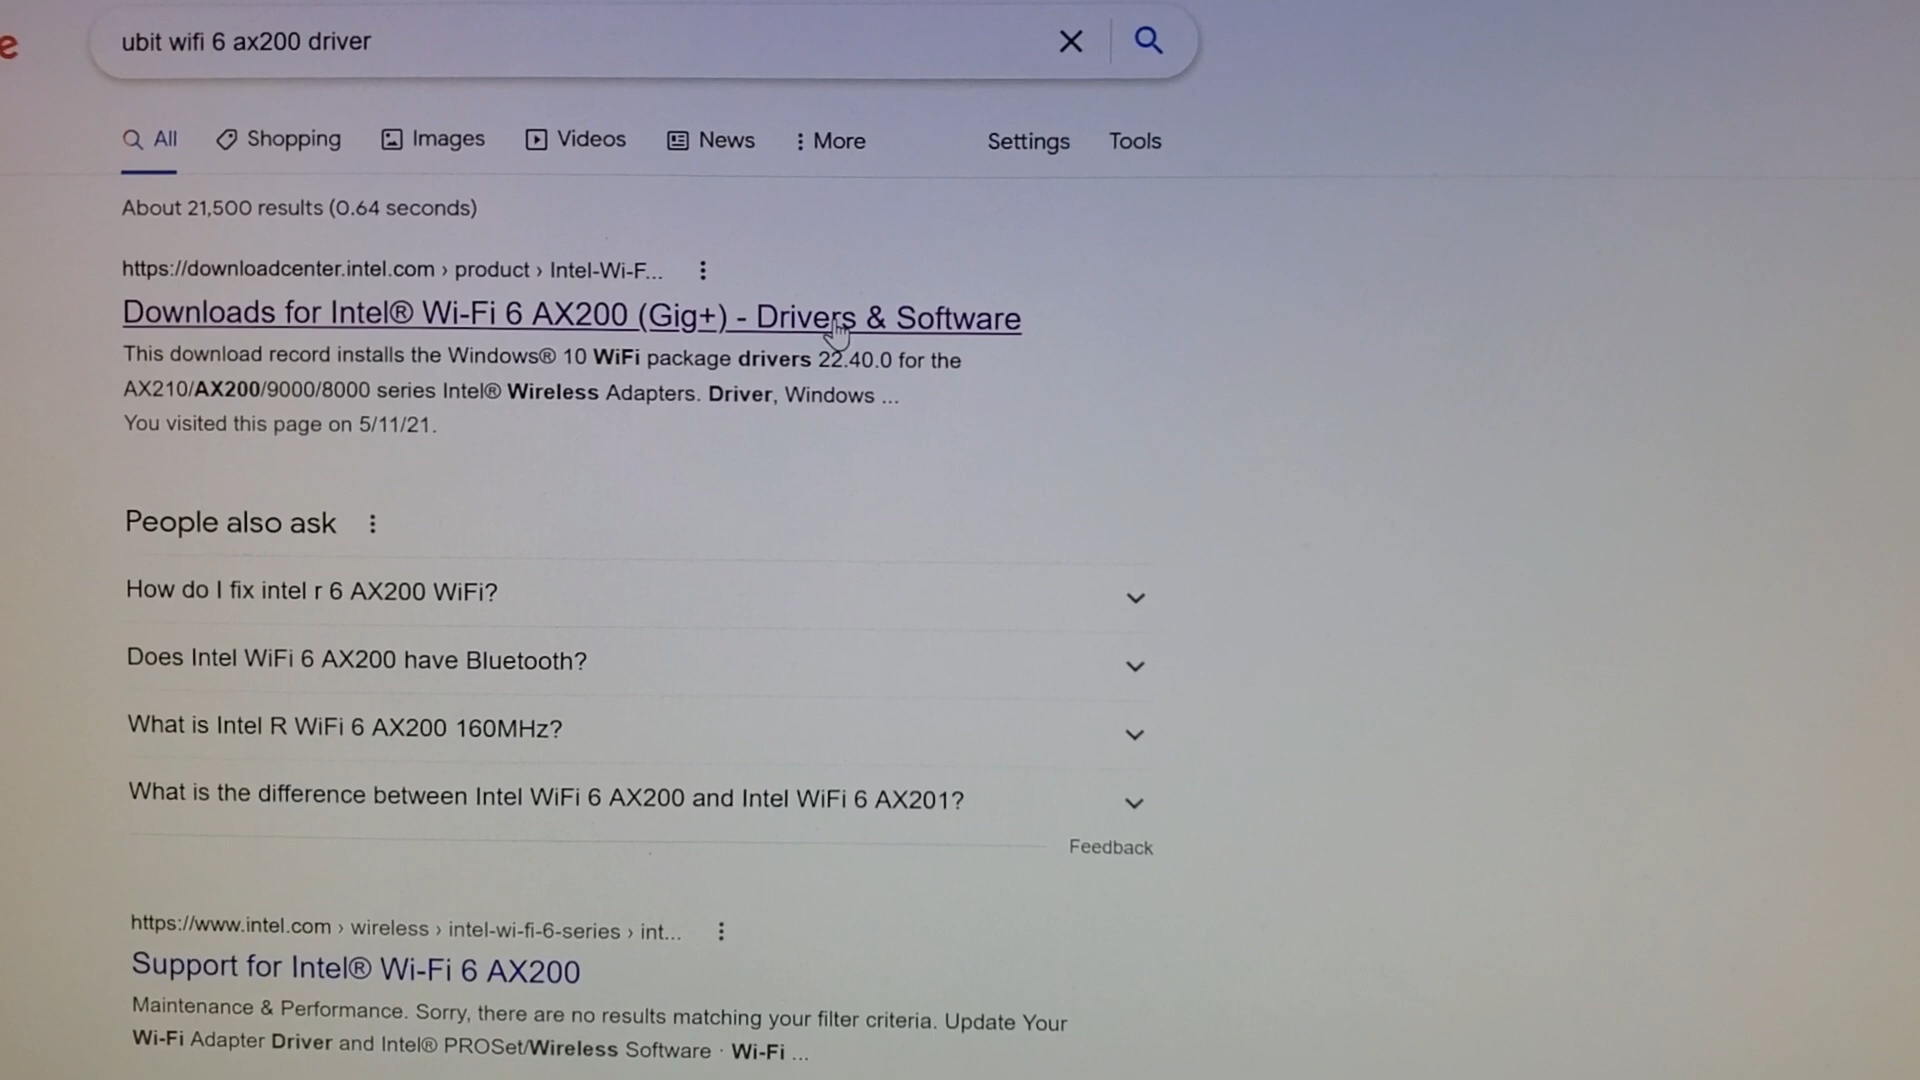 e
ubit wifi 6 ax200 driver
All Shopping Images Videos News More Settings Tools
About 21,500 results (0.64 seconds)
https://downloadcenter.intel.com › product › Intel-Wi-F...
Downloads for Intel® Wi-Fi 6 AX200 (Gig+) - Drivers & Software
This download record installs the Windows® 10 WiFi package drivers 22.40.0 for the
AX210/AX200/9000/8000 series Intel® Wireless Adapters. Driver, Windows ...
You visited this page on 5/11/21.
People also ask
How do I fix intel r 6 AX200 WiFi?
Does Intel WiFi 6 AX200 have Bluetooth?
What is Intel R WiFi 6 AX200 160MHz?
What is the difference between Intel WiFi 6 AX200 and Intel WiFi 6 AX201?
Feedback
https://www.intel.com › wireless › intel-wi-fi-6-series › int...
Support for Intel® Wi-Fi 6 AX200
Maintenance & Performance. Sorry, there are no results matching your filter criteria. Update Your
Wi-Fi Adapter Driver and Intel® PROSet/Wireless Software · Wi-Fi ...